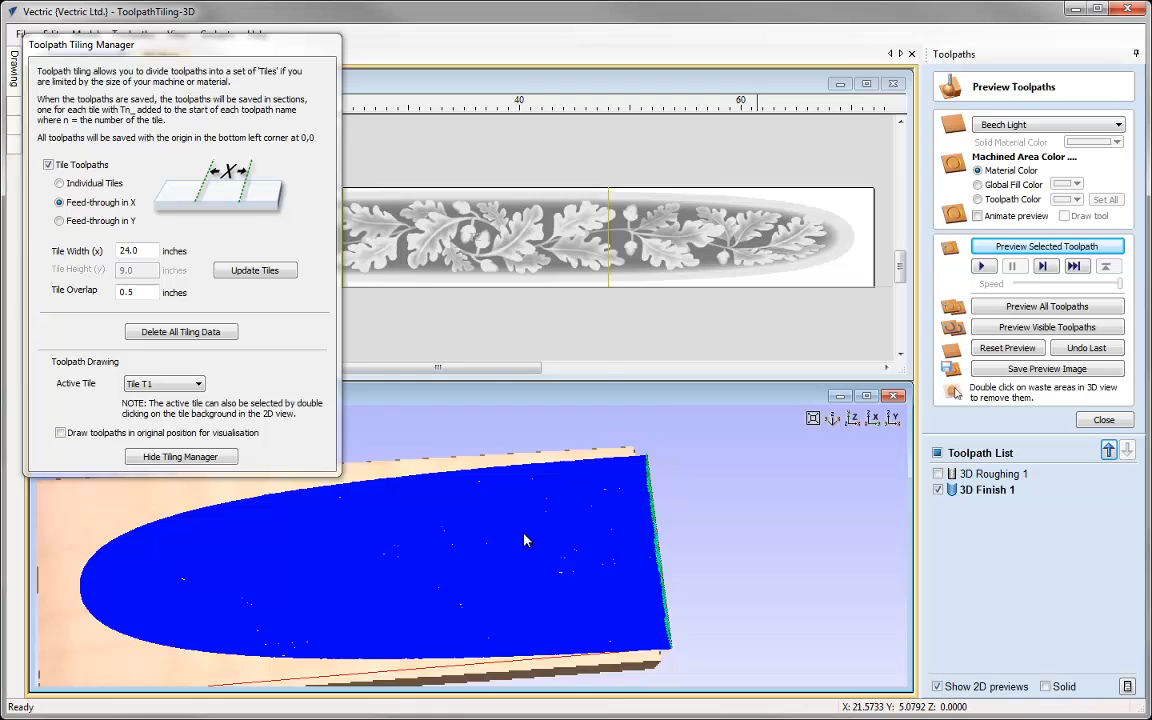 Vectric {Vectric Ltd.} - ToolpathTiling-3D
Drawing
Toolpath Tiling Manager
Toolpath tiling allows you to divide toolpaths into a set of 'Tiles' if you
are limited by the size of your machine or material.
When the toolpaths are saved, the toolpaths will be saved in sections,
one for each tile with Tn_ added to the start of each toolpath name
where n = the number of the tile.
All toolpaths will be saved with the origin in the bottom left corner at 0,0
Tile Toolpaths
Individual Tiles
Feed-through in X
Feed-through in Y
X
Tile Width (x) 24.0 inches
Tile Height (y) 9.0 inches
Update Tiles
Tile Overlap 0.5 inches
Delete All Tiling Data
Toolpath Drawing
Active Tile Tile T1
NOTE: The active tile can also be selected by double
clicking on the tile background in the 2D view.
Draw toolpaths in original position for visualisation
Hide Tiling Manager
40 60
Toolpaths
Preview Toolpaths
Beech Light
Solid Material Color
Machined Area Color ....
Material Color
Global Fill Color
Toolpath Color Set All
Animate preview Draw tool
Preview Selected Toolpath
Speed
Preview All Toolpaths
Preview Visible Toolpaths
Reset Preview Undo Last
Save Preview Image
Double click on waste areas in 3D view
to remove them.
Close
Toolpath List
3D Roughing 1
3D Finish 1
Show 2D previews Solid
Ready
X: 21.5733 Y: 5.0792 Z: 0.0000